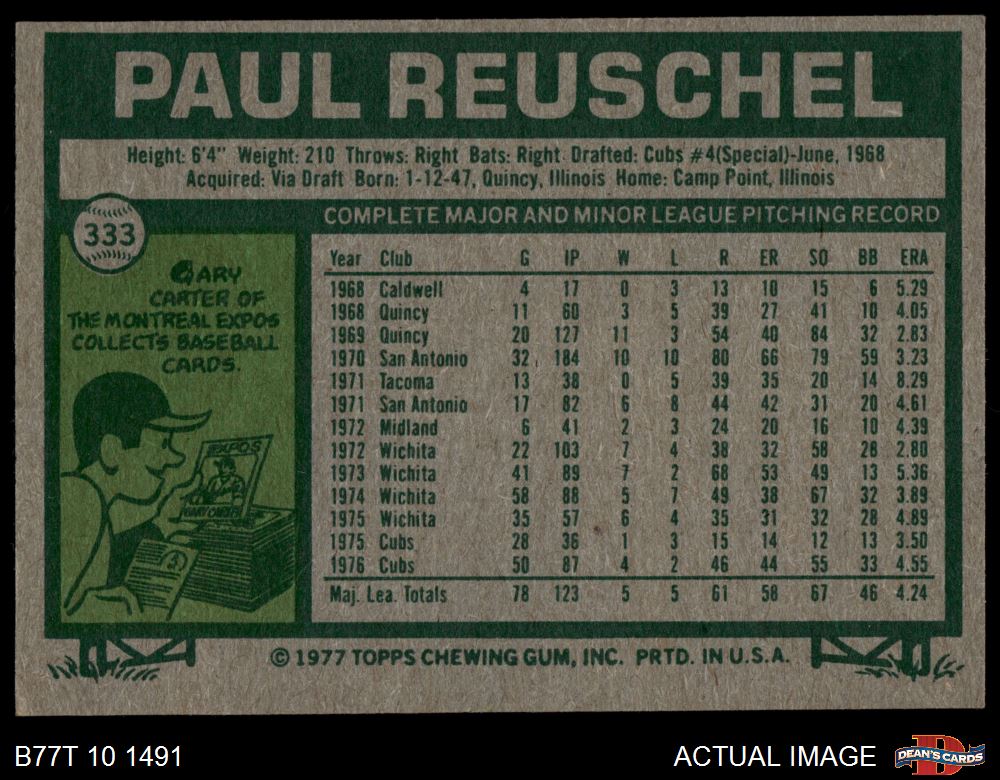 PAUL REUSCHEL
Height: 6'4" Weight: 210 Throws: Right Bats: Right Drafted: Cubs #4(Special)-June, 1968
Acquired: Via Draft Born: 1-12-47, Quincy, Illinois Home: Camp Point, Illinois
333
COMPLETE MAJOR AND MINOR LEAGUE PITCHING RECORD
GARY
CARTER OF
THE MONTREAL EXPOS
COLLECTS BASEBALL
CARDS.
EXPOS
GARY CARTER
Year Club G IP W L R ER SO BB ERA
1968 Caldwell 4 17 0 3 13 10 15 6 5.29
1968 Quincy 11 60 3 5 39 27 41 10 4.05
1969 Quincy 20 127 11 3 54 40 84 32 2.83
1970 San Antonio 32 184 10 10 80 66 79 59 3.23
1971 Tacoma 13 38 0 5 39 35 20 14 8.29
1971 San Antonio 17 82 6 8 44 42 31 20 4.61
1972 Midland 6 41 2 3 24 20 16 10 4.39
1972 Wichita 22 103 7 4 38 32 58 28 2.80
1973 Wichita 41 89 7 2 68 53 49 13 5.36
1974 Wichita 58 88 5 7 49 38 67 32 3.89
1975 Wichita 35 57 6 4 35 31 32 28 4.89
1975 Cubs 28 36 1 3 15 14 12 13 3.50
1976 Cubs 50 87 4 2 46 44 55 33 4.55
Maj. Lea. Totals 78 123 5 5 61 58 67 46 4.24
© 1977 TOPPS CHEWING GUM, INC. PRTD. IN U.S.A.
B77T 10 1491
ACTUAL IMAGE
D
DEAN'S CARDS